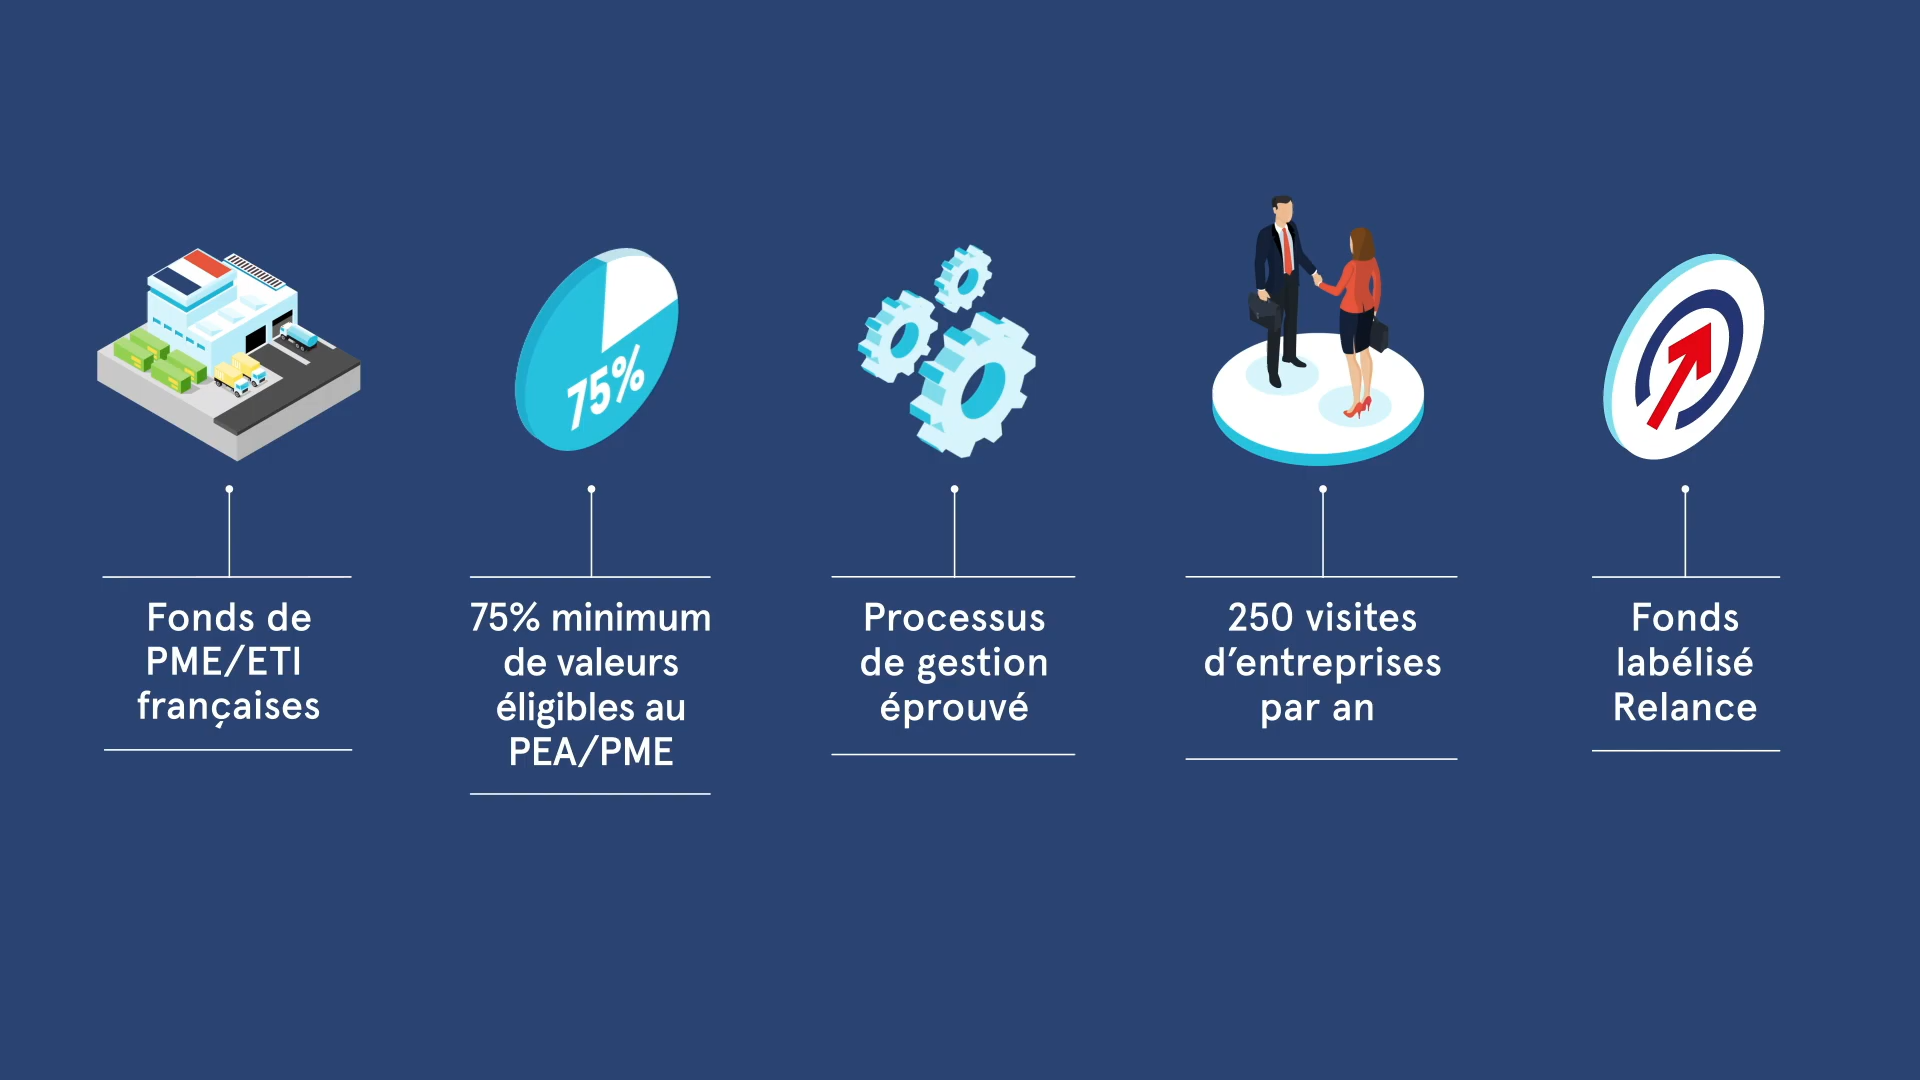 75%
Fonds de
PME/ETI
françaises
75% minimum
de valeurs
éligibles au
PEA/PME
Processus
de gestion
éprouvé
250 visites
d’entreprises
par an
Fonds
labélisé
Relance